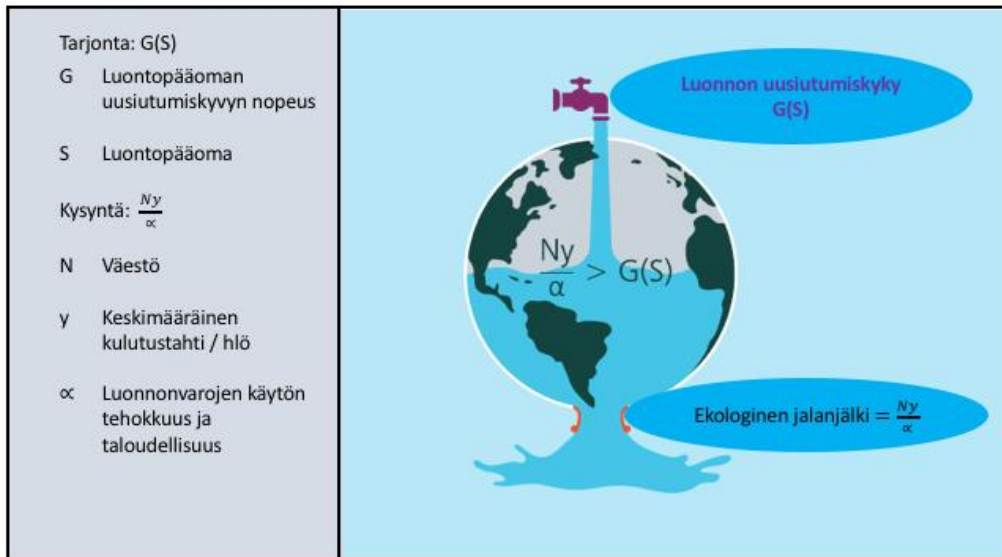 Tarjonta: G(S)
G Luontopääoman
uusiutumiskyvyn nopeus
S Luontopääoma
Kysyntä: Ny/∝
N Väestö
y Keskimääräinen
kulutustahti / hlö
∝ Luonnonvarojen käytön
tehokkuus ja
taloudellisuus
Luonnon uusiutumiskyky
G(S)
Ny/α > G(S)
Ekologinen jalanjälki = Ny/∝